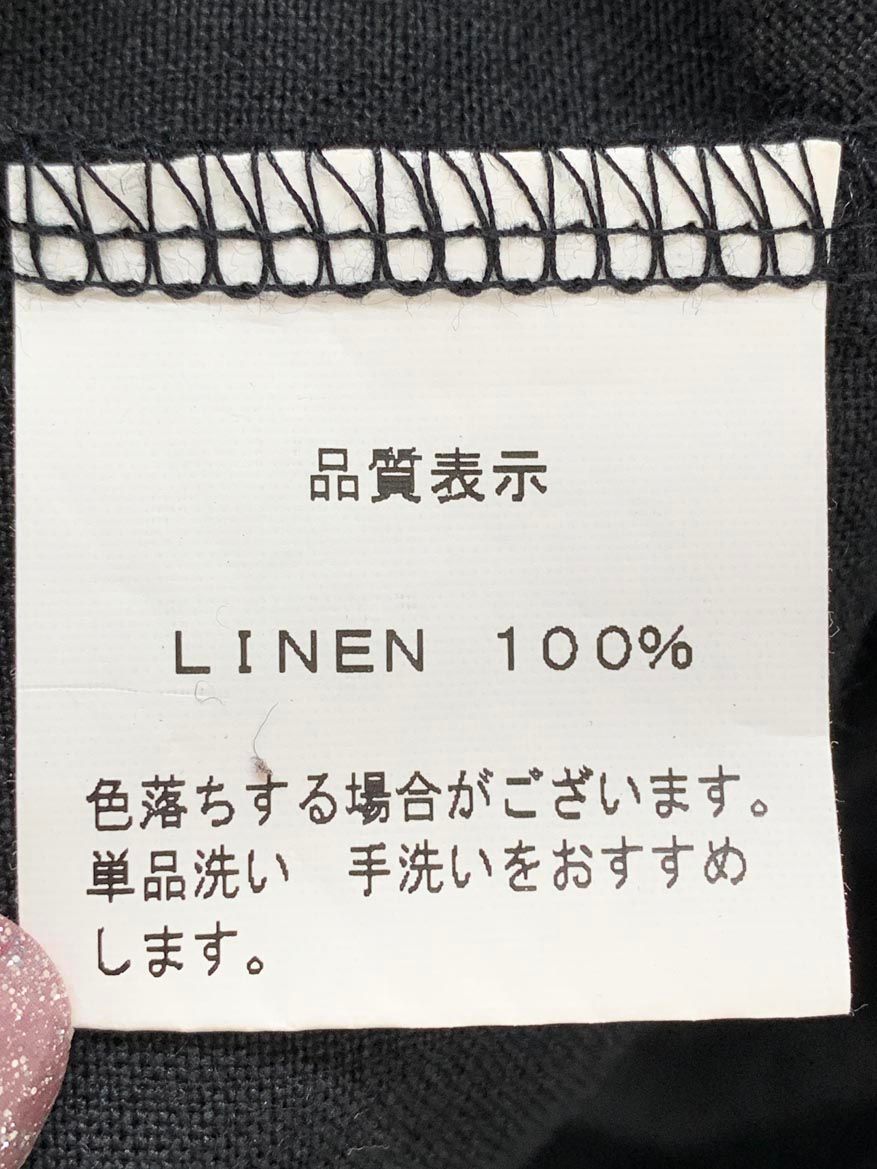 品質表示
LINEN 100%
色落ちする場合がございます。
単品洗い 手洗いをおすすめ
します。